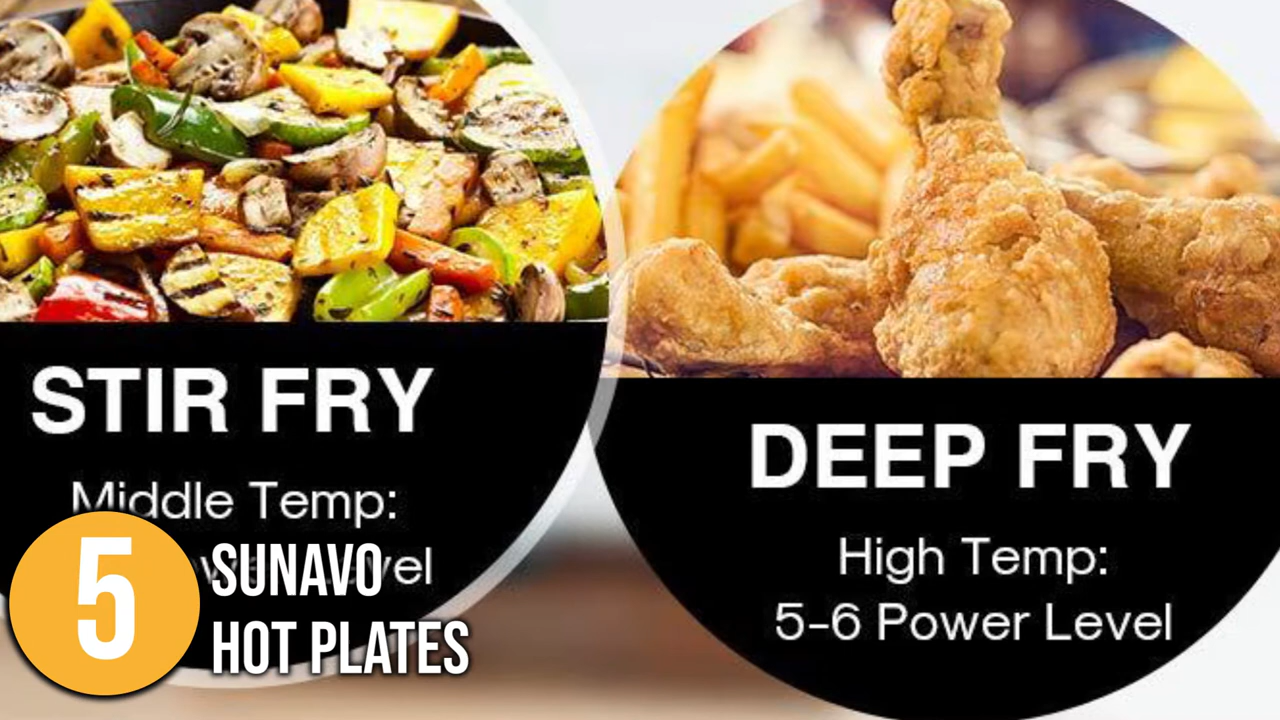 STIR FRY
Middle Temp:
DEEP FRY
High Temp:
5-6 Power Level
5
SUNAVO
HOT PLATES